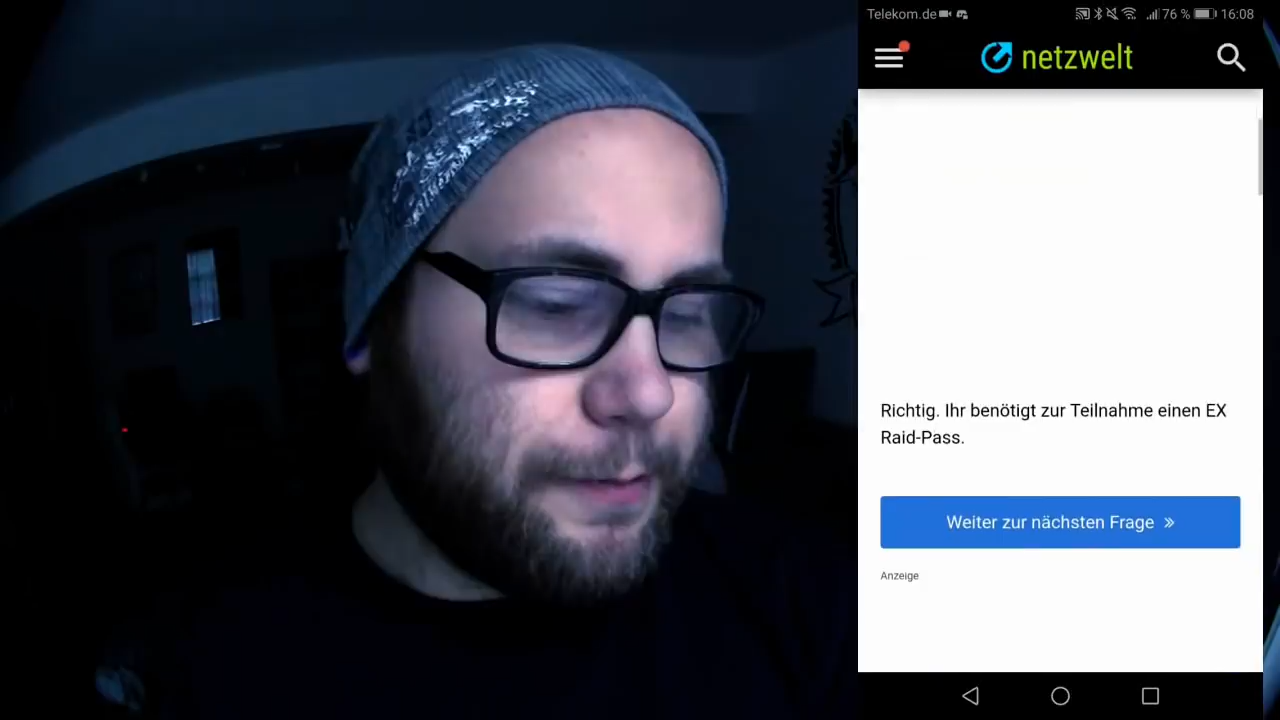 Telekom.de 76 % 16:08
netzwelt
Richtig. Ihr benötigt zur Teilnahme einen EX
Raid-Pass.
Weiter zur nächsten Frage »
Anzeige